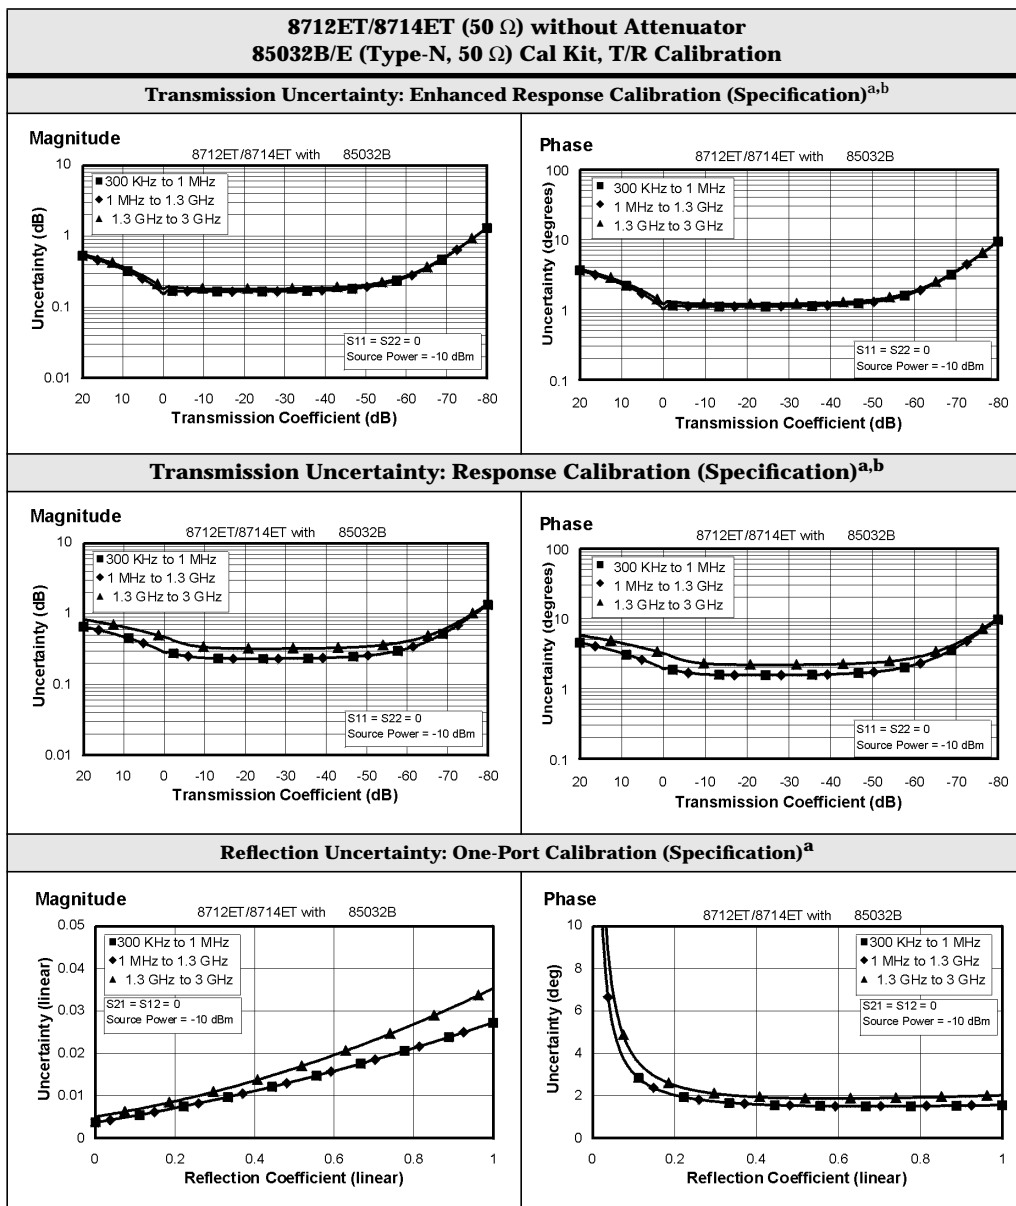 8712ET/8714ET (50 Ω) without Attenuator
85032B/E (Type-N, 50 Ω) Cal Kit, T/R Calibration
Transmission Uncertainty: Enhanced Response Calibration (Specification)a,b
Magnitude
8712ET/8714ET with 85032B
Uncertainty (dB)
10
1
0.1
0.01
300 KHz to 1 MHz
1 MHz to 1.3 GHz
1.3 GHz to 3 GHz
S11 = S22 = 0
Source Power = -10 dBm
20 10 0 -10 -20 -30 -40 -50 -60 -70 -80
Transmission Coefficient (dB)
Phase
8712ET/8714ET with 85032B
Uncertainty (degrees)
100
10
1
0.1
300 KHz to 1 MHz
1 MHz to 1.3 GHz
1.3 GHz to 3 GHz
S11 = S22 = 0
Source Power = -10 dBm
20 10 0 -10 -20 -30 -40 -50 -60 -70 -80
Transmission Coefficient (dB)
Transmission Uncertainty: Response Calibration (Specification)a,b
Magnitude
8712ET/8714ET with 85032B
Uncertainty (dB)
10
1
0.1
0.01
300 KHz to 1 MHz
1 MHz to 1.3 GHz
1.3 GHz to 3 GHz
S11 = S22 = 0
Source Power = -10 dBm
20 10 0 -10 -20 -30 -40 -50 -60 -70 -80
Transmission Coefficient (dB)
Phase
8712ET/8714ET with 85032B
Uncertainty (degrees)
100
10
1
0.1
300 KHz to 1 MHz
1 MHz to 1.3 GHz
1.3 GHz to 3 GHz
S11 = S22 = 0
Source Power = -10 dBm
20 10 0 -10 -20 -30 -40 -50 -60 -70 -80
Transmission Coefficient (dB)
Reflection Uncertainty: One-Port Calibration (Specification)a
Magnitude
8712ET/8714ET with 85032B
Uncertainty (linear)
0.05
0.04
0.03
0.02
0.01
0
300 KHz to 1 MHz
1 MHz to 1.3 GHz
1.3 GHz to 3 GHz
S21 = S12 = 0
Source Power = -10 dBm
0 0.2 0.4 0.6 0.8 1
Reflection Coefficient (linear)
Phase
8712ET/8714ET with 85032B
Uncertainty (deg)
10
8
6
4
2
0
300 KHz to 1 MHz
1 MHz to 1.3 GHz
1.3 GHz to 3 GHz
S21 = S12 = 0
Source Power = -10 dBm
0 0.2 0.4 0.6 0.8 1
Reflection Coefficient (linear)